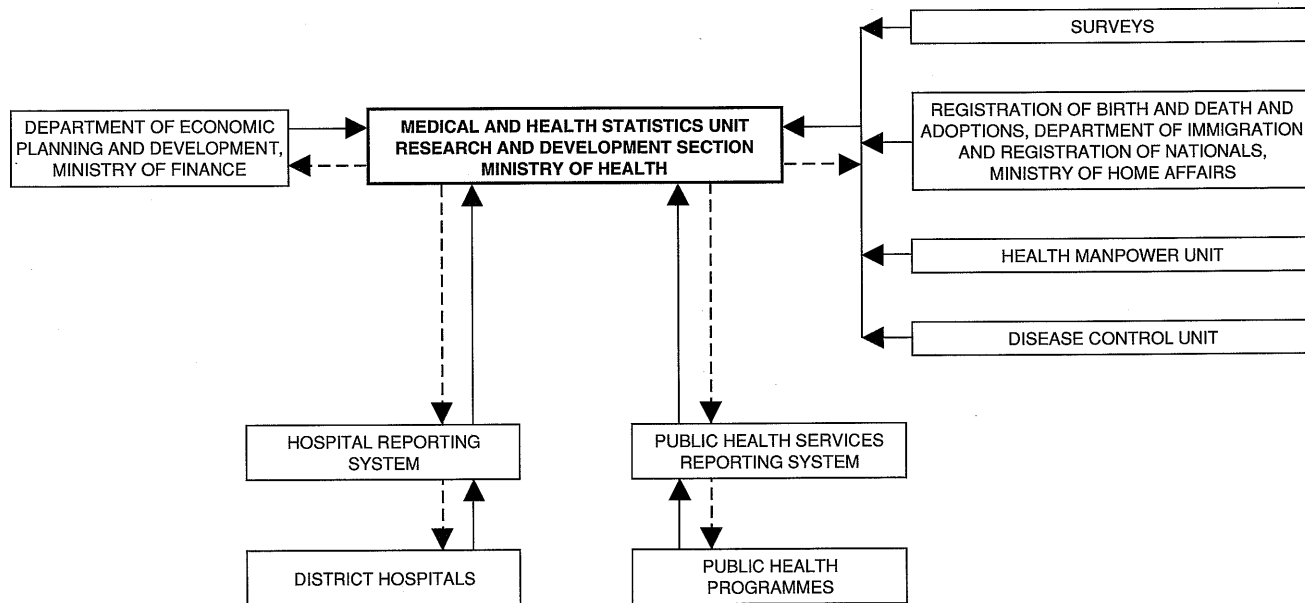 SURVEYS
DEPARTMENT OF ECONOMIC
PLANNING AND DEVELOPMENT,
MINISTRY OF FINANCE
MEDICAL AND HEALTH STATISTICS UNIT
RESEARCH AND DEVELOPMENT SECTION
MINISTRY OF HEALTH
REGISTRATION OF BIRTH AND DEATH AND
ADOPTIONS, DEPARTMENT OF IMMIGRATION
AND REGISTRATION OF NATIONALS,
MINISTRY OF HOME AFFAIRS
HEALTH MANPOWER UNIT
DISEASE CONTROL UNIT
HOSPITAL REPORTING
SYSTEM
PUBLIC HEALTH SERVICES
REPORTING SYSTEM
DISTRICT HOSPITALS
PUBLIC HEALTH
PROGRAMMES